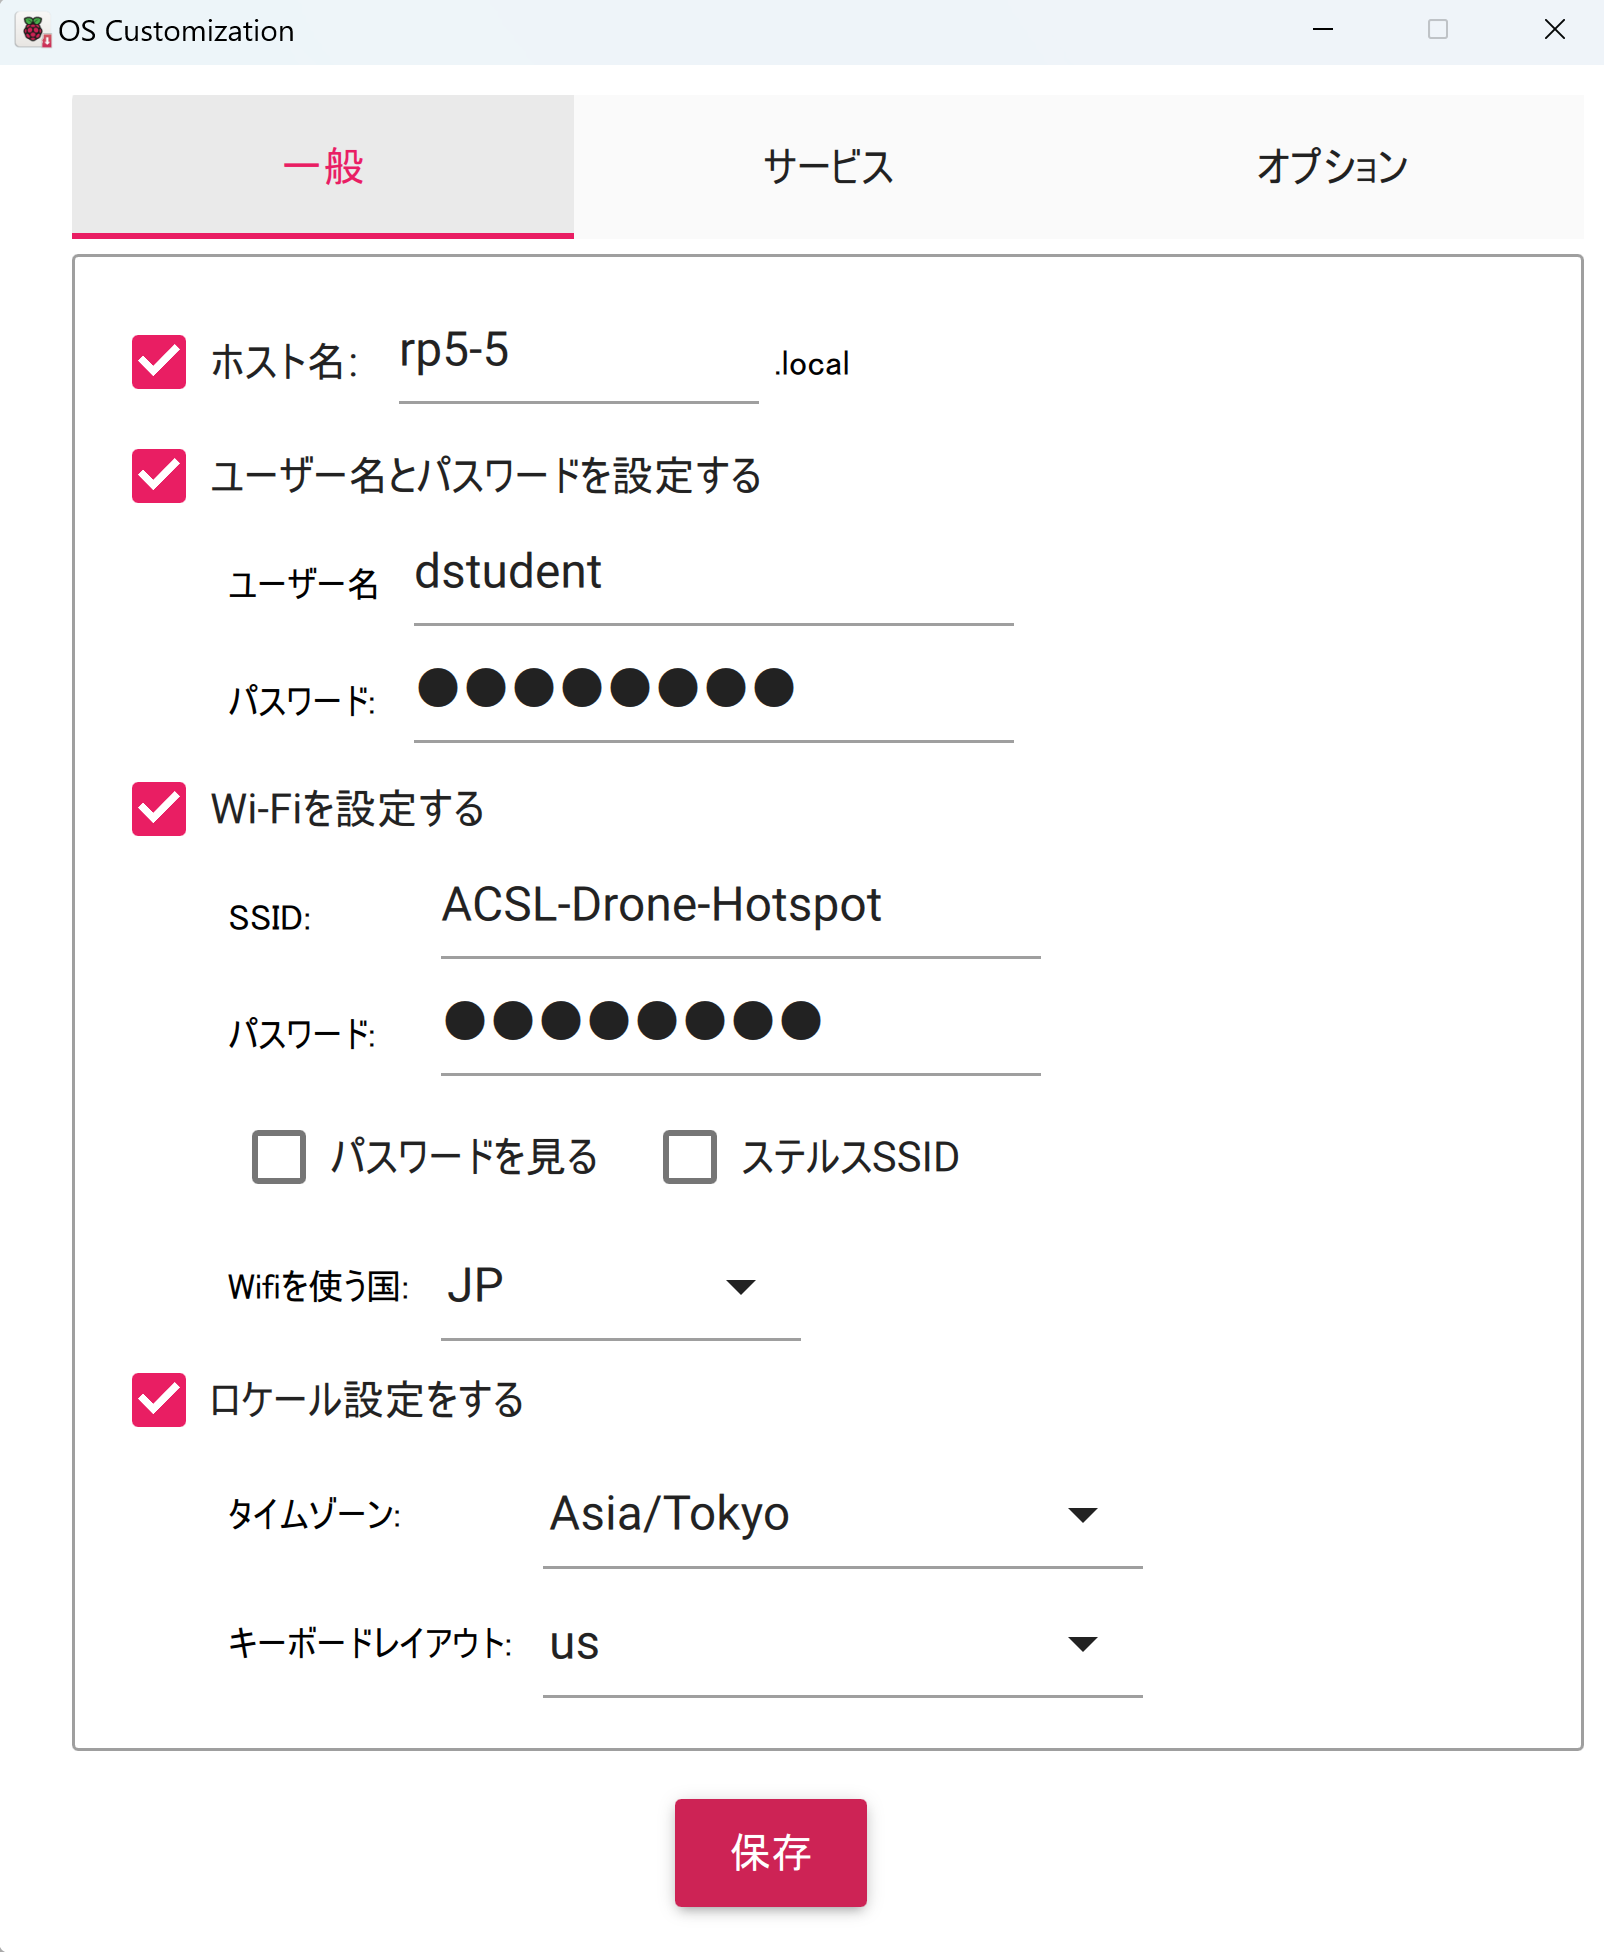 OS Customization
一般 サービス オプション
ホスト名: rp5-5 .local
ユーザー名とパスワードを設定する
ユーザー名 dstudent
パスワード: ●●●●●●●●
Wi-Fiを設定する
SSID: ACSL-Drone-Hotspot
パスワード: ●●●●●●●●
パスワードを見る ステルスSSID
Wifiを使う国: JP
ロケール設定をする
タイムゾーン: Asia/Tokyo
キーボードレイアウト: us
保存